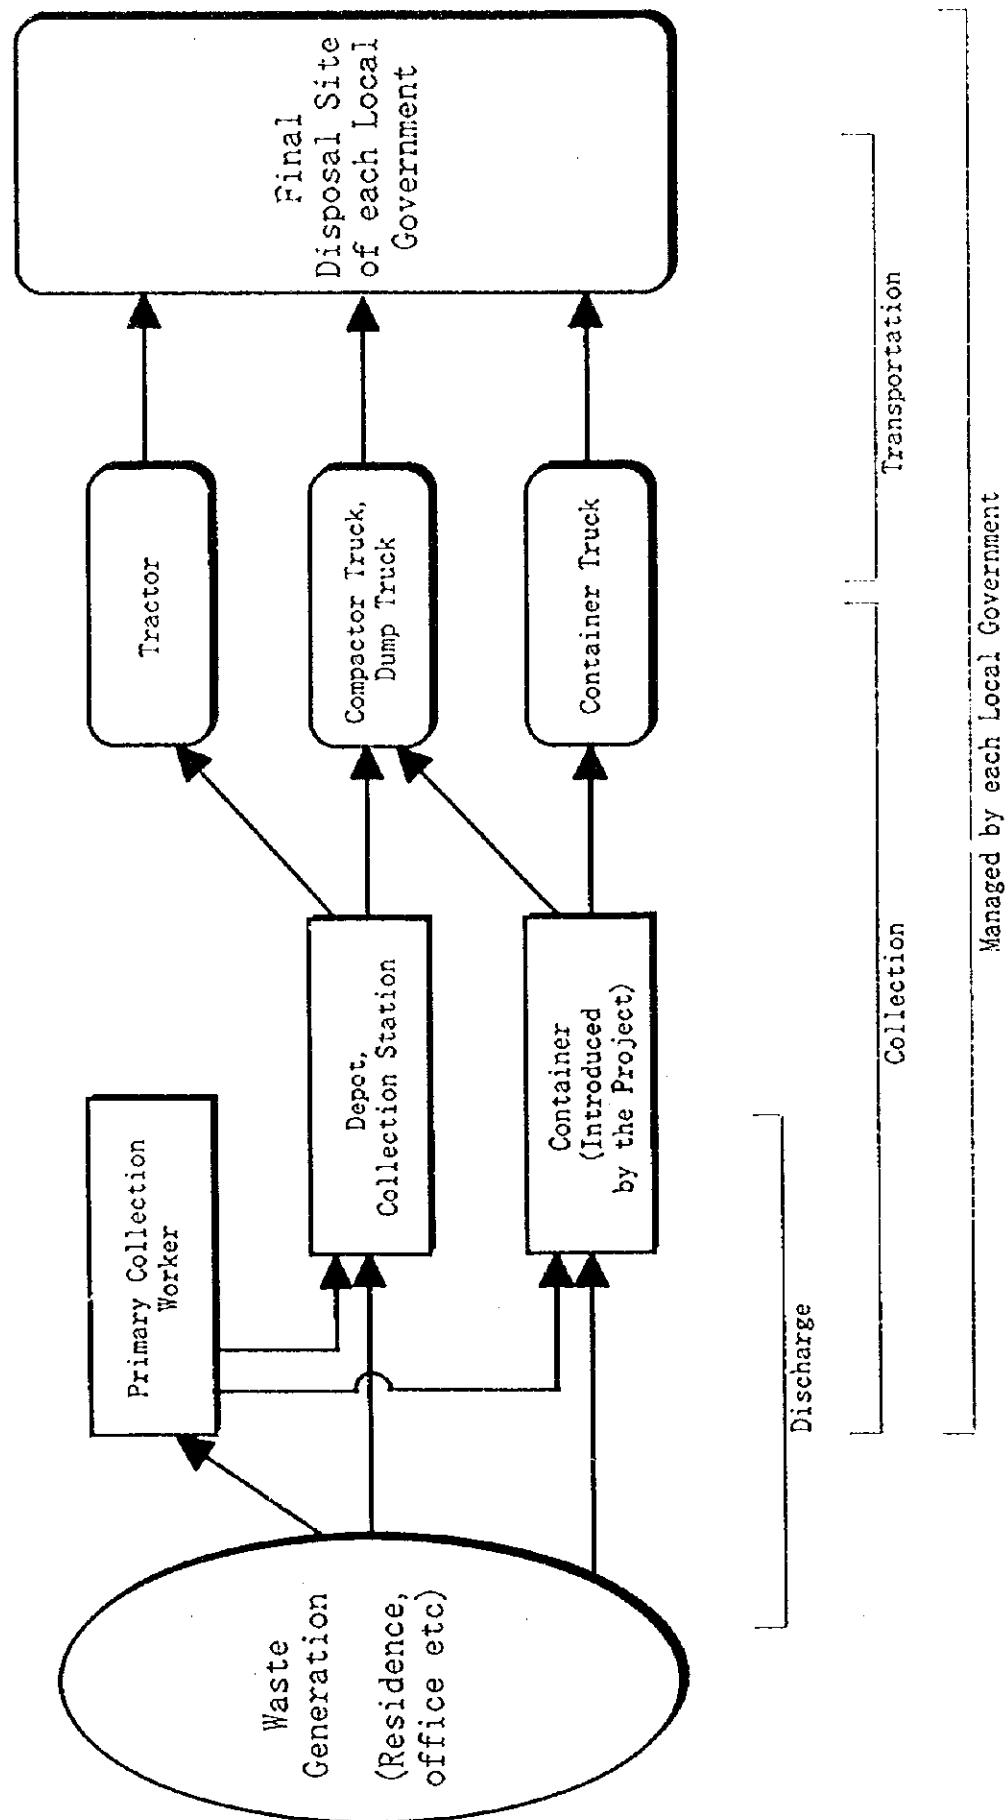 Waste
Generation
(Residence,
office etc)
Primary Collection
Worker
Depot,
Collection Station
Container
(Introduced
by the Project)
Tractor
Compactor Truck,
Dump Truck
Container Truck
Final
Disposal Site
of each Local
Government
Discharge
Collection
Transportation
Managed by each Local Government